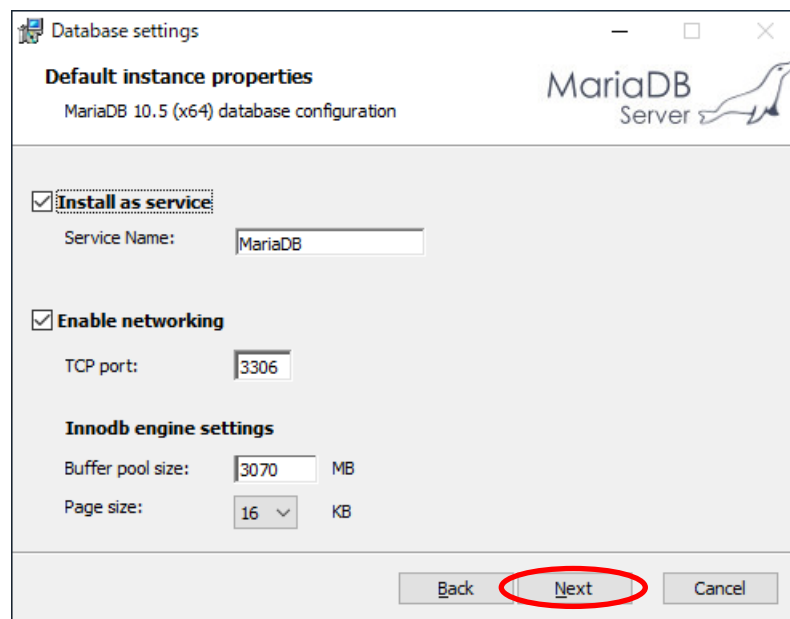 Database settings
Default instance properties
MariaDB 10.5 (x64) database configuration
MariaDB
Server
Install as service
Service Name: MariaDB
Enable networking
TCP port: 3306
Innodb engine settings
Buffer pool size: 3070 MB
Page size: 16 KB
Back Next Cancel